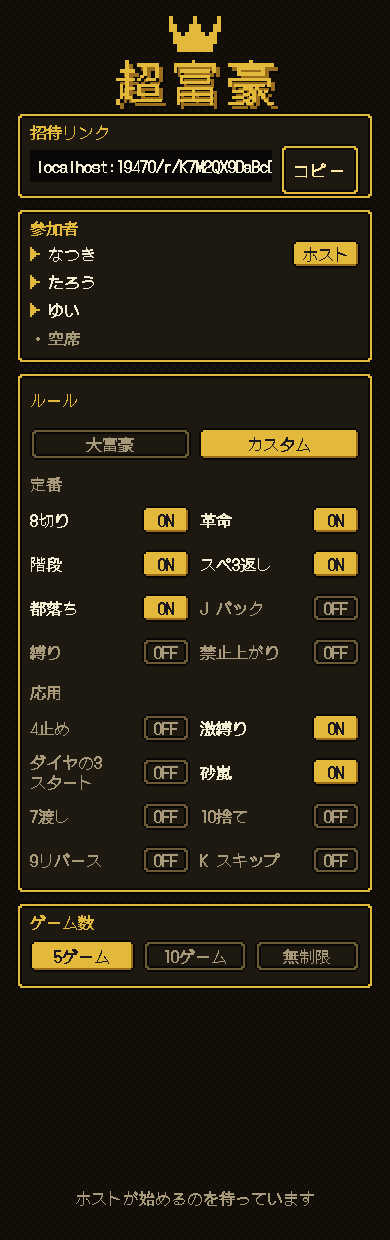 超富豪
招待リンク
localhost:19470/r/K7M2QX9DaBcD
コピー
参加者
なつき ホスト
たろう
ゆい
・空席
ルール
大富豪 カスタム
定番
8切り ON 革命 ON
階段 ON スペ3返し ON
都落ち ON J バック OFF
縛り OFF 禁止上がり OFF
応用
4止め OFF 激縛り ON
ダイヤの3
スタート OFF 砂嵐 ON
7渡し OFF 10捨て OFF
9リバース OFF K スキップ OFF
ゲーム数
5ゲーム 10ゲーム 無制限
ホストが始めるのを待っています